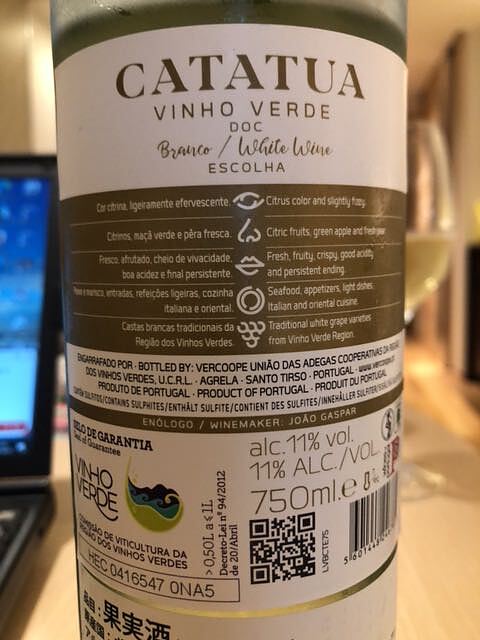 CATATUA
VINHO VERDE
DOC
Branco / White Wine
ESCOLHA
Cor citrina, ligeiramente efervescente.
Citrus color and slightly fizzy.
Citrinos, maçã verde e pêra fresca.
Citric fruits, green apple and fresh pear.
Fresco, afrutado, cheio de vivacidade,
boa acidez e final persistente.
Fresh, fruity, crispy, good acidity
and persistent ending.
Peixe e marisco, entradas, refeições ligeiras, cozinha
italiana e oriental.
Seafood, appetizers, light dishes,
Italian and oriental cuisine.
Castas brancas tradicionais da
Região dos Vinhos Verdes.
Traditional white grape varieties
from Vinho Verde Region.
ENGARRAFADO POR · BOTTLED BY: VERCOOPE UNIÃO DAS ADEGAS COOPERATIVAS DA REGIÃO
DOS VINHOS VERDES, U.C.R.L. · AGRELA · SANTO TIRSO · PORTUGAL · www.vercoope.pt
PRODUTO DE PORTUGAL · PRODUCT OF PORTUGAL · PRODUIT DU PORTUGAL
CONTÉM SULFITOS/CONTAINS SULPHITES/ENTHÄLT SULFITE/CONTIENT DES SULFITES/INNEHÅLLER SULFITER/
ENÓLOGO / WINEMAKER: JOÃO GASPAR
SELO DE GARANTIA
Seal of Guarantee
VINHO
VERDE
COMISSÃO DE VITICULTURA DA
REGIÃO DOS VINHOS VERDES
HEC 0416547 0NA5
> 0,50L a ≤ 1L
Decreto-Lei nº 94/2012
de 20/Abril
alc. 11% vol.
11% ALC./VOL.
750ml.e
LVBCTE75
品目：果実酒